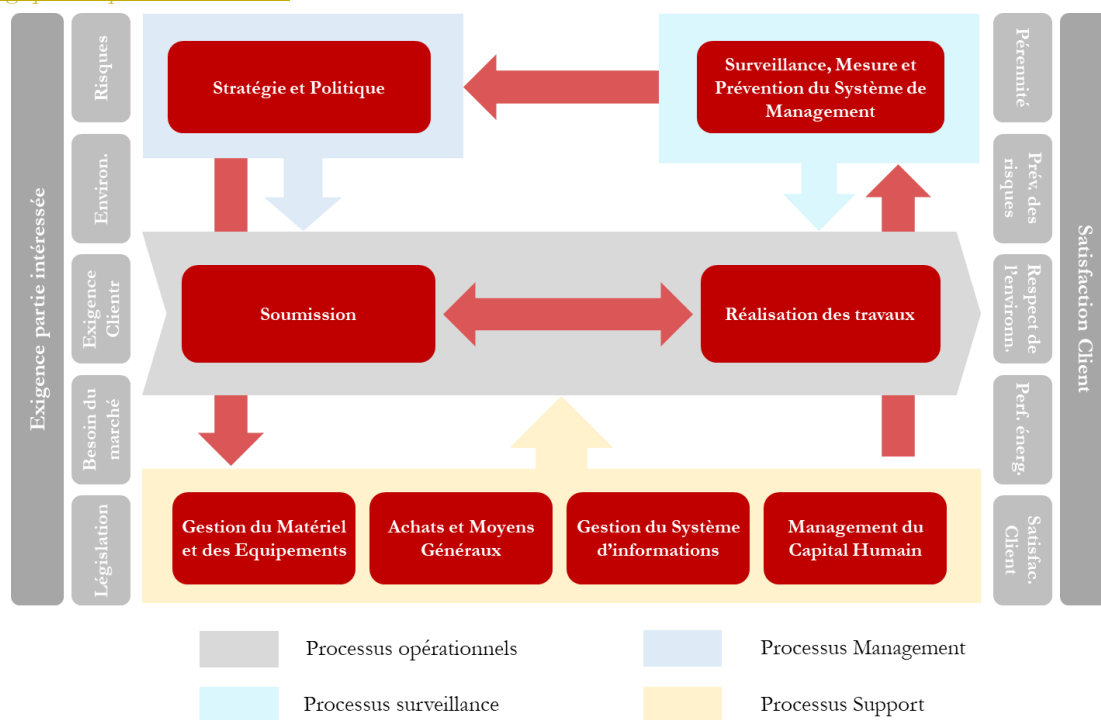 Exigence partie intéressée
Risques
Environ.
Exigence
Clientr
Besoin du
marché
Législation
Stratégie et Politique
Surveillance, Mesure et
Prévention du Système de
Management
Soumission
Réalisation des travaux
Gestion du Matériel
et des Equipements
Achats et Moyens
Généraux
Gestion du Système
d'informations
Management du
Capital Humain
Pérennité
Prév. des
risques
Respect de
l'environn.
Perf. énerg.
Satisfac.
Client
Satisfaction Client
Processus opérationnels
Processus Management
Processus surveillance
Processus Support